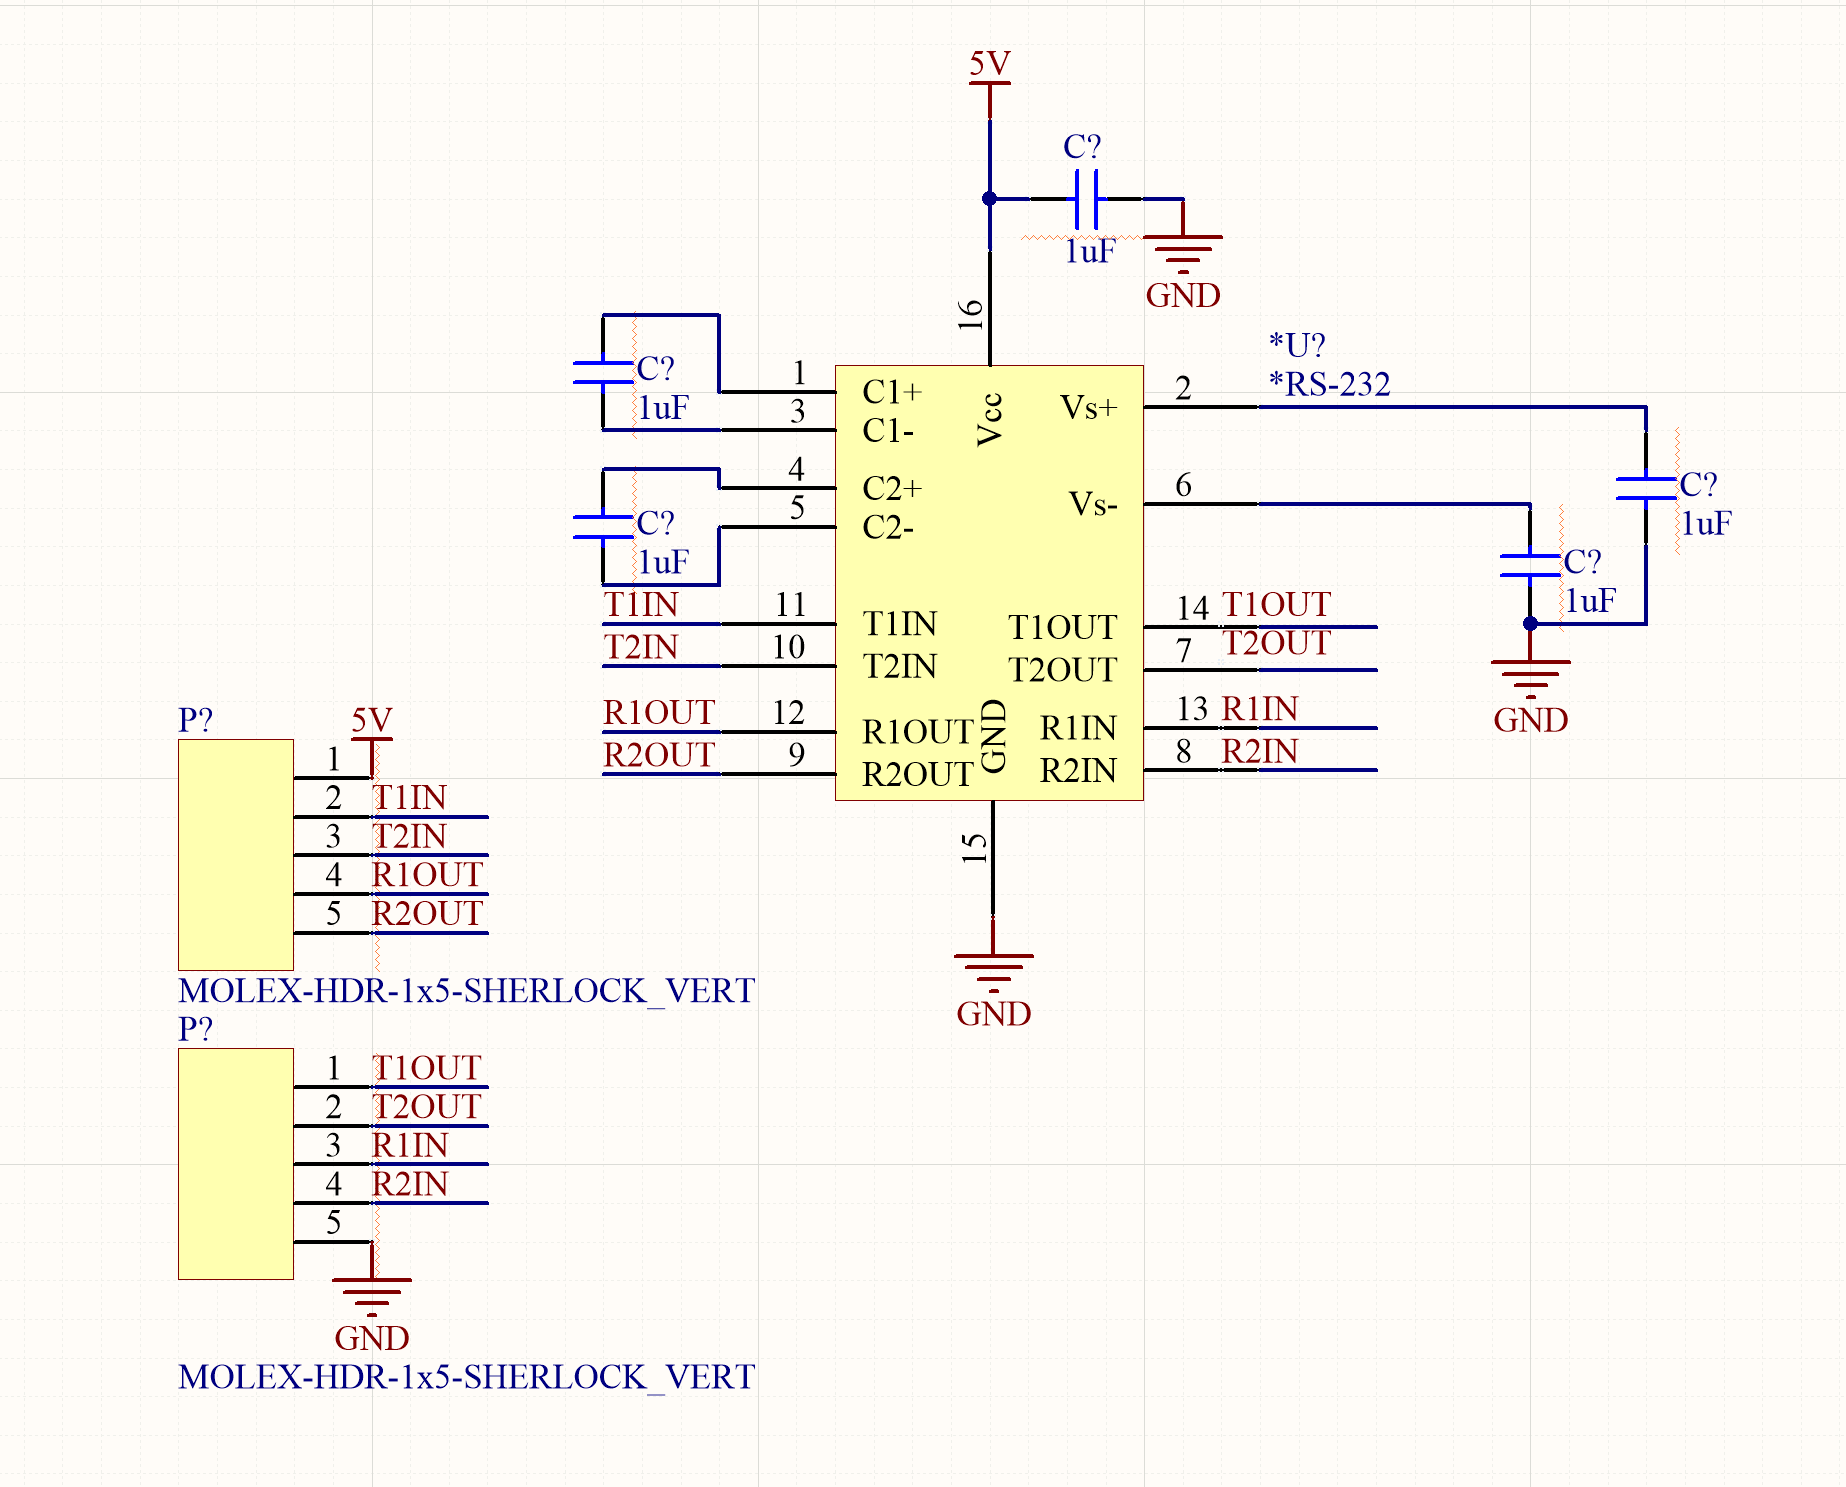 5V
C?
1uF
GND
16
*U?
*RS-232
C?
1uF
1
3
4
5
C?
1uF
C1+
C1-
C2+
C2-
Vcc
Vs+
Vs-
2
6
C?
1uF
C?
1uF
GND
T1IN
T2IN
11
10
T1IN
T2IN
T1OUT
T2OUT
14
7
T1OUT
T2OUT
R1OUT
R2OUT
12
9
R1OUT
R2OUT
GND
R1IN
R2IN
13
8
R1IN
R2IN
15
GND
P?
5V
1
2 T1IN
3 T2IN
4 R1OUT
5 R2OUT
MOLEX-HDR-1x5-SHERLOCK_VERT
P?
1 T1OUT
2 T2OUT
3 R1IN
4 R2IN
5
GND
MOLEX-HDR-1x5-SHERLOCK_VERT